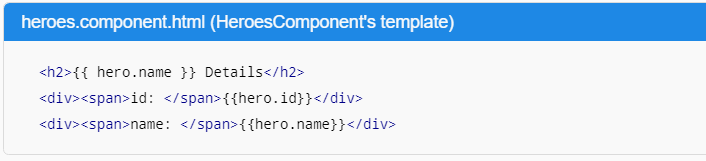 heroes.component.html (HeroesComponent's template)
<h2>{{ hero.name }} Details</h2>
<div><span>id: </span>{{hero.id}}</div>
<div><span>name: </span>{{hero.name}}</div>